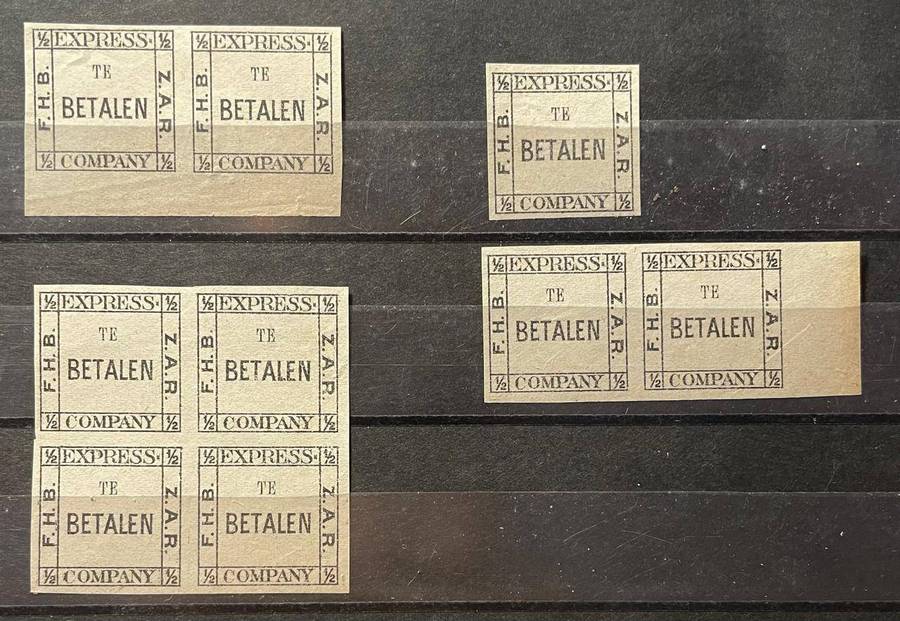 ½ EXPRESS· ½
TE
BETALEN
F.H.B.
Z.A.R.
½ COMPANY ½
½ EXPRESS· ½
TE
BETALEN
F.H.B.
Z.A.R.
½ COMPANY ½
½ EXPRESS· ½
TE
BETALEN
F.H.B.
Z.A.R.
½ COMPANY ½
½ EXPRESS· ½
TE
BETALEN
F.H.B.
Z.A.R.
½ COMPANY ½
½ EXPRESS· ½
TE
BETALEN
F.H.B.
Z.A.R.
½ COMPANY ½
½ EXPRESS· ½
TE
BETALEN
F.H.B.
Z.A.R.
½ COMPANY ½
½ EXPRESS· ½
TE
BETALEN
F.H.B.
Z.A.R.
½ COMPANY ½
½ EXPRESS· ½
TE
BETALEN
F.H.B.
Z.A.R.
½ COMPANY ½
½ EXPRESS· ½
TE
BETALEN
F.H.B.
Z.A.R.
½ COMPANY ½